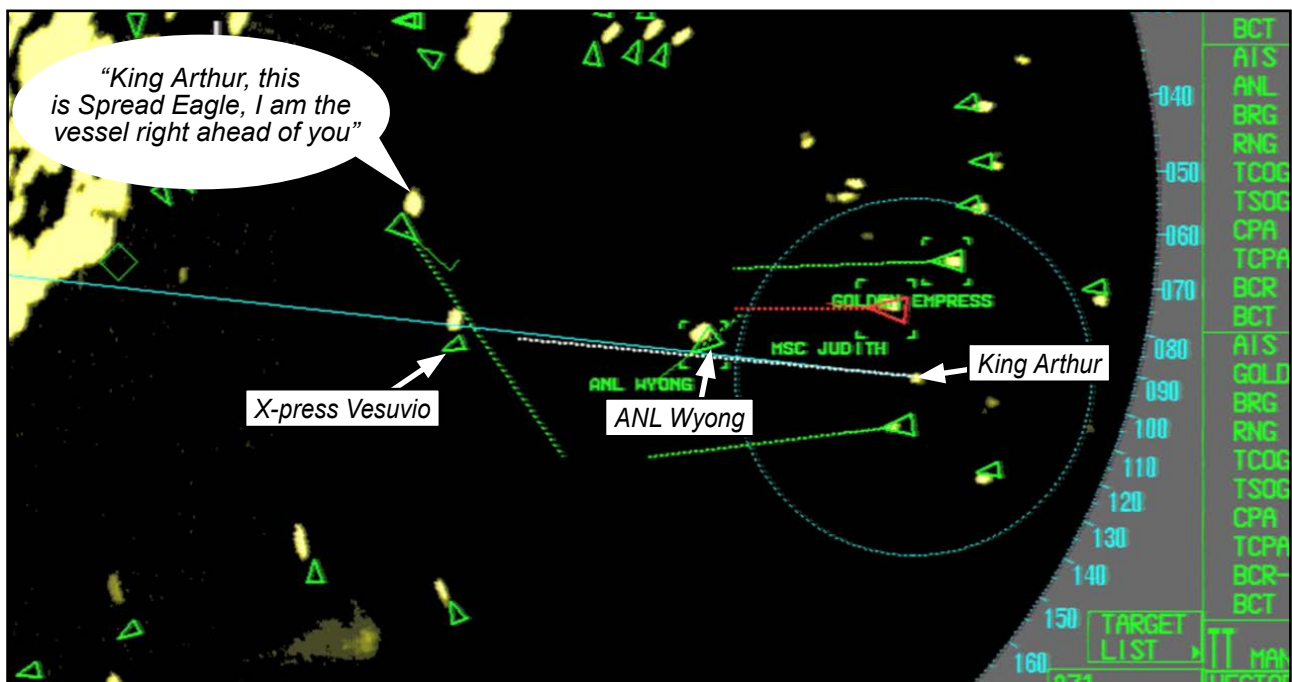 “King Arthur, this
is Spread Eagle, I am the
vessel right ahead of you”
X-press Vesuvio
ANL Wyong
King Arthur
GOLDEN EMPRESS
MSC JUDITH
ANL WYONG
040
050
060
070
080
090
100
110
120
130
140
150
160
BCT
AIS
ANL
BRG
RNG
TCOG
TSOG
CPA
TCPA
BCR
BCT
AIS
GOLD
BRG
RNG
TCOG
TSOG
CPA
TCPA
BCR-
BCT
TARGET
LIST
TT MAN